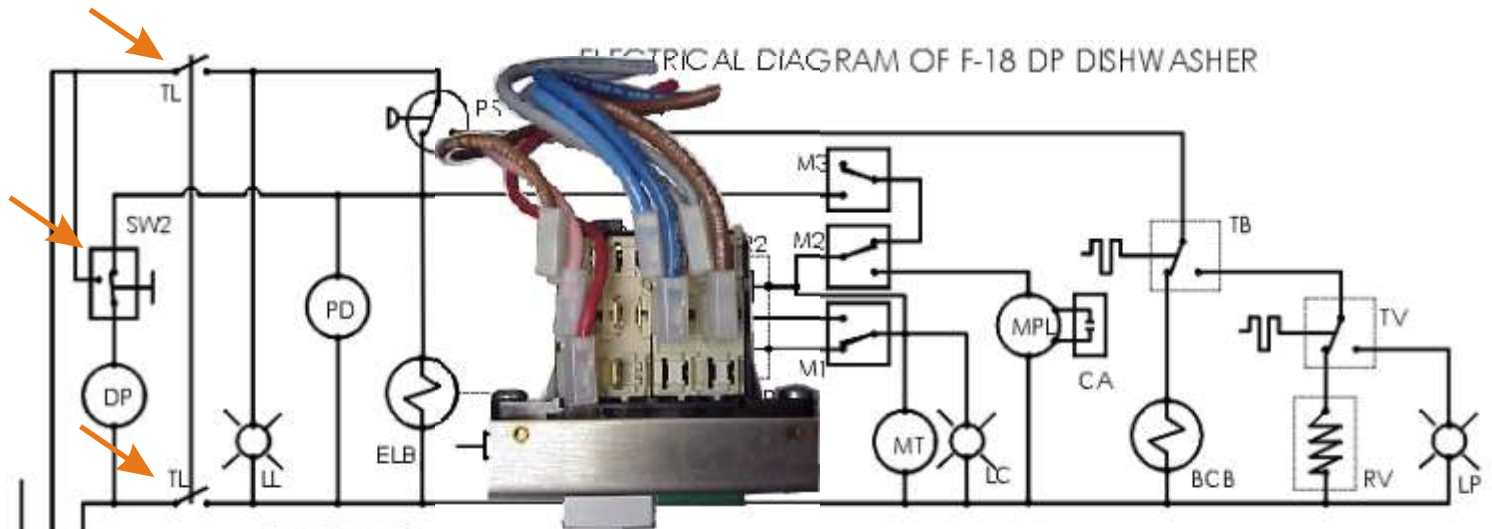 ELECTRICAL DIAGRAM OF F-18 DP DISHWASHER
TL
PS
M3
SW2
M2
TB
PD
MPL
TV
M1
CA
DP
ELB
MT
TL
LL
LC
BCB
RV
LP